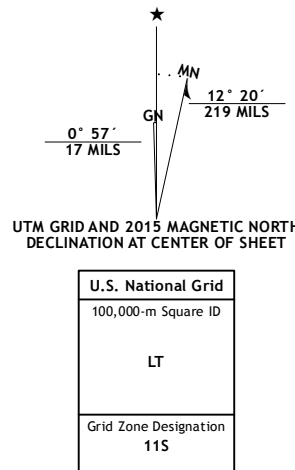 ★
MN
GN
12° 20´
219 MILS
0° 57´
17 MILS
UTM GRID AND 2015 MAGNETIC NORTH
DECLINATION AT CENTER OF SHEET
U.S. National Grid
100,000-m Square ID
LT
Grid Zone Designation
11S